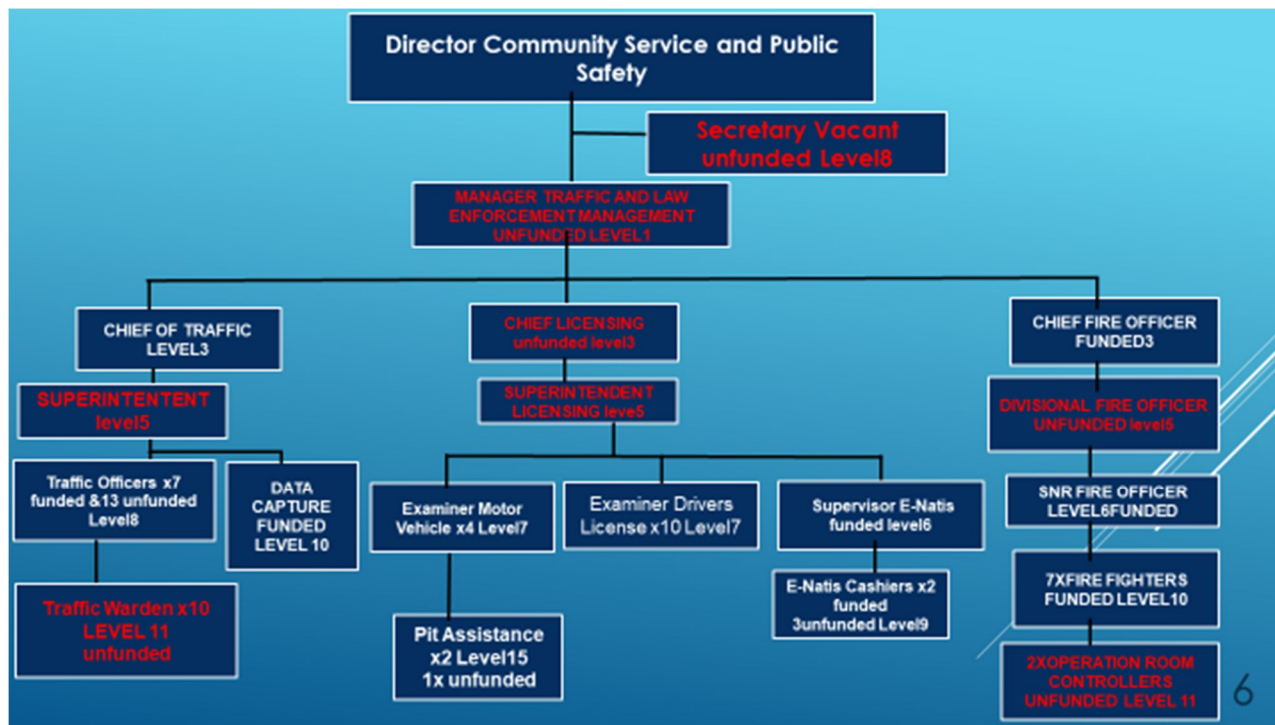 Director Community Service and Public
Safety
Secretary Vacant
unfunded Level8
MANAGER TRAFFIC AND LAW
ENFORCEMENT MANAGEMENT
UNFUNDED LEVEL1
CHIEF OF TRAFFIC
LEVEL3
CHIEF LICENSING
unfunded level3
CHIEF FIRE OFFICER
FUNDED3
SUPERINTENTENT
level5
SUPERINTENDENT
LICENSING leve5
DIVISIONAL FIRE OFFICER
UNFUNDED level5
Traffic Officers x7
funded &13 unfunded
Level8
DATA
CAPTURE
FUNDED
LEVEL 10
Examiner Motor
Vehicle x4 Level7
Examiner Drivers
License x10 Level7
Supervisor E-Natis
funded level6
SNR FIRE OFFICER
LEVEL6FUNDED
Traffic Warden x10
LEVEL 11
unfunded
Pit Assistance
x2 Level15
1x unfunded
E-Natis Cashiers x2
funded
3unfunded Level9
7XFIRE FIGHTERS
FUNDED LEVEL10
2XOPERATION ROOM
CONTROLLERS
UNFUNDED LEVEL 11
6